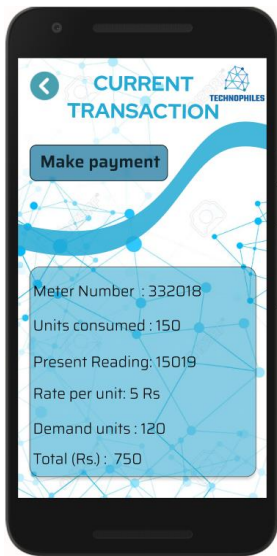 CURRENT
TRANSACTION
TECHNOPHILES
Make payment
Meter Number : 332018
Units consumed : 150
Present Reading: 15019
Rate per unit: 5 Rs
Demand units : 120
Total (Rs.) : 750